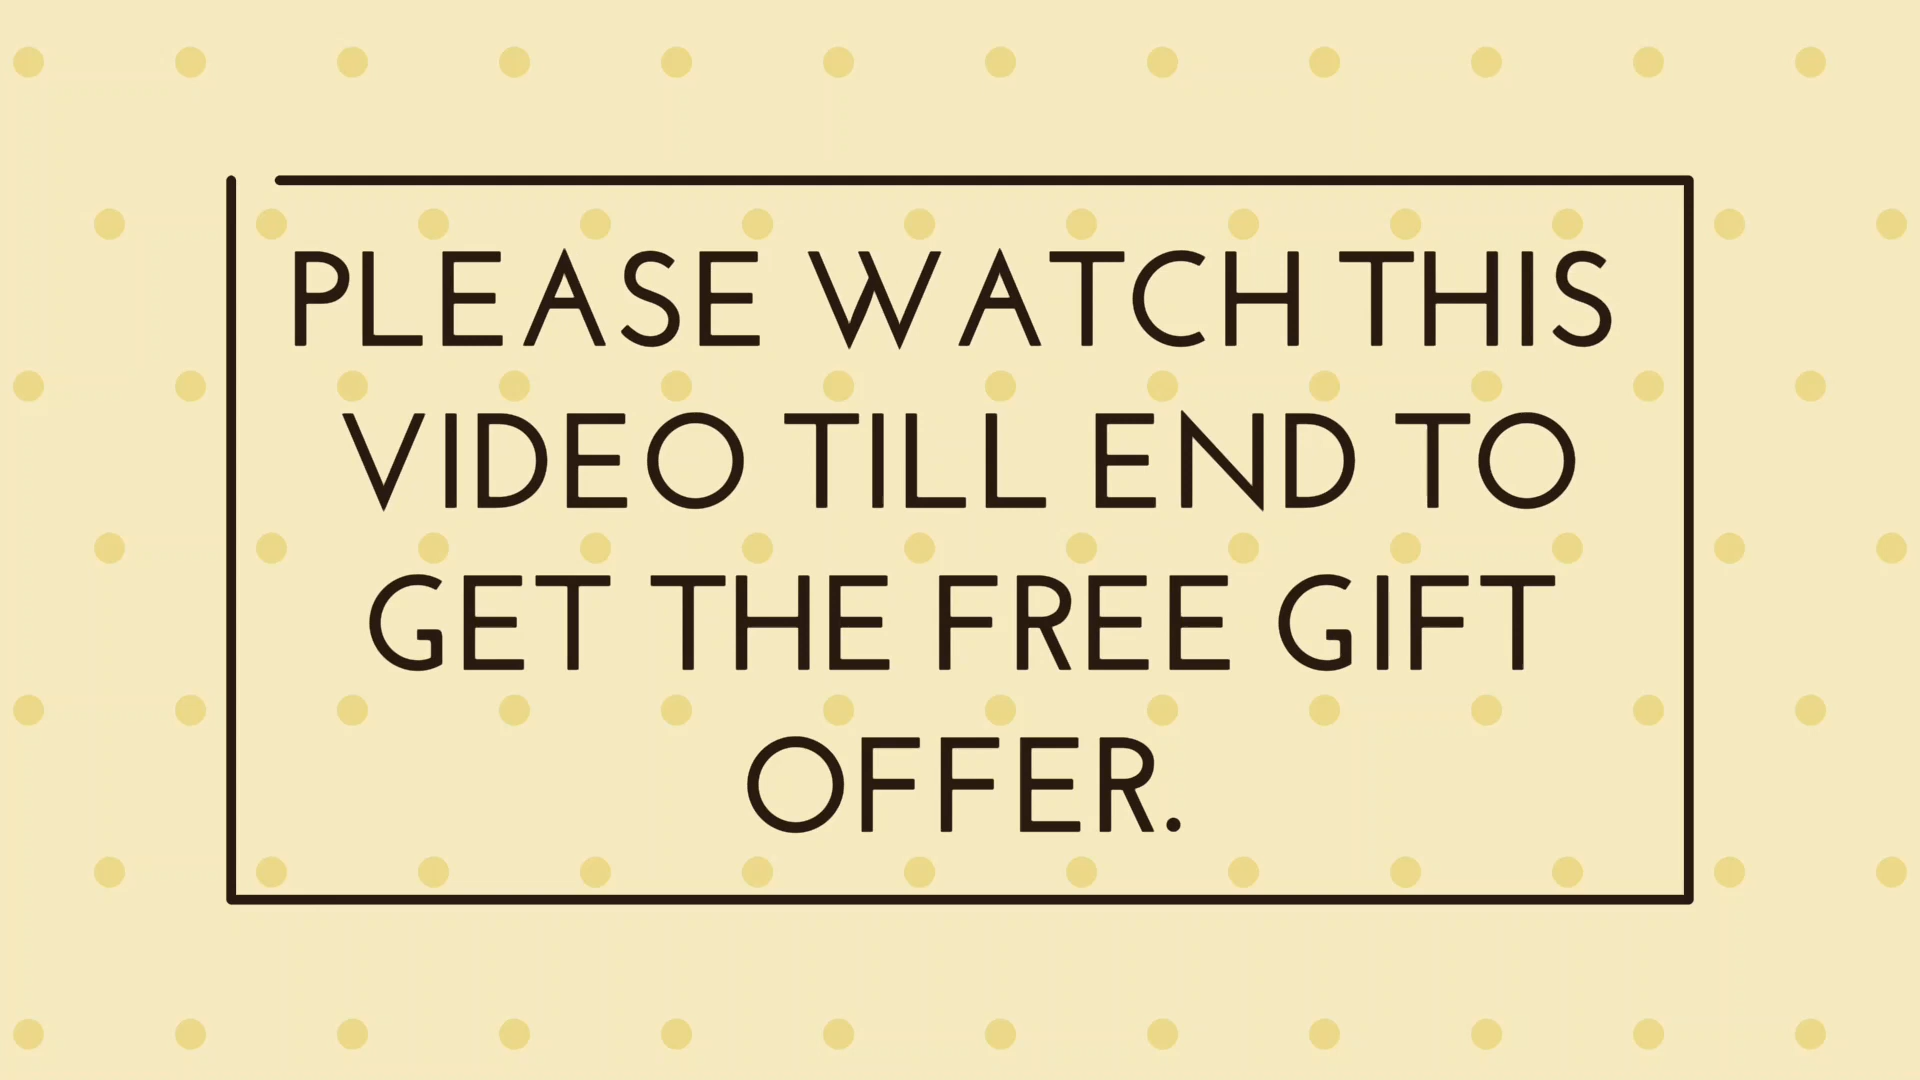 PLEASE WATCH THIS
VIDEO TILL END TO
GET THE FREE GIFT
OFFER.